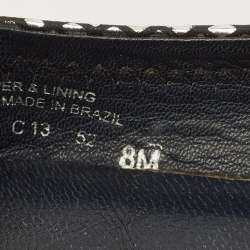 ER & LINING
MADE IN BRAZIL
C 13 52 8M